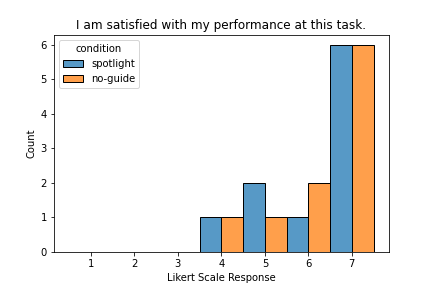 I am satisfied with my performance at this task.
condition
spotlight
no-guide
Count
6
5
4
3
2
1
0
1 2 3 4 5 6 7
Likert Scale Response